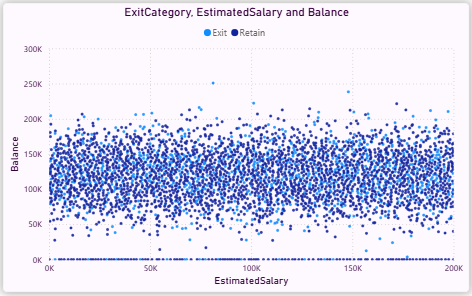 ExitCategory, EstimatedSalary and Balance
Exit Retain
300K
250K
200K
150K
100K
50K
0K
Balance
0K 50K 100K 150K 200K
EstimatedSalary